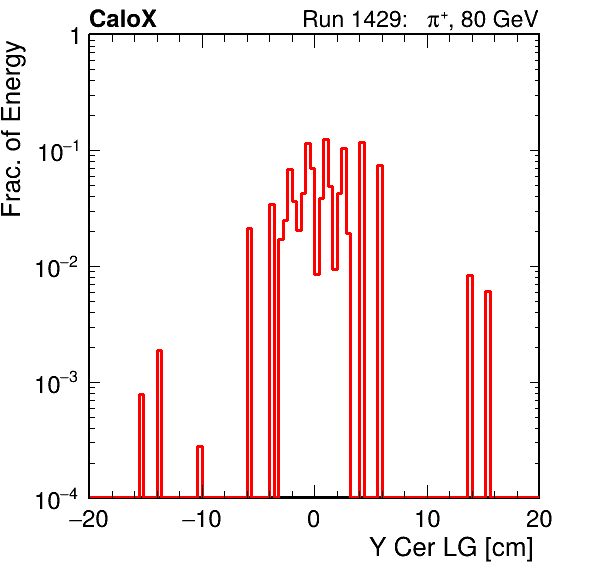 CaloX Run 1429: π⁺, 80 GeV
Frac. of Energy
1
10⁻¹
10⁻²
10⁻³
10⁻⁴
−20 −10 0 10 20
Y Cer LG [cm]